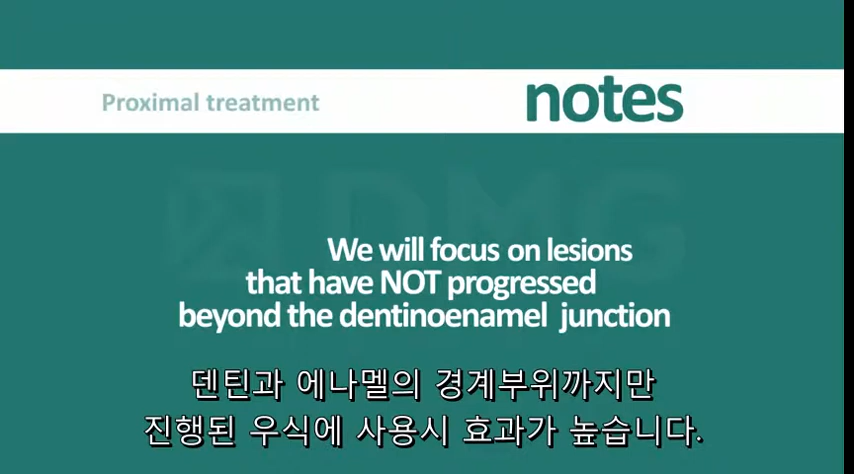 Proximal treatment
notes
DMG
We will focus on lesions
that have NOT progressed
beyond the dentinoenamel junction
덴틴과 에나멜의 경계부위까지만
진행된 우식에 사용시 효과가 높습니다.